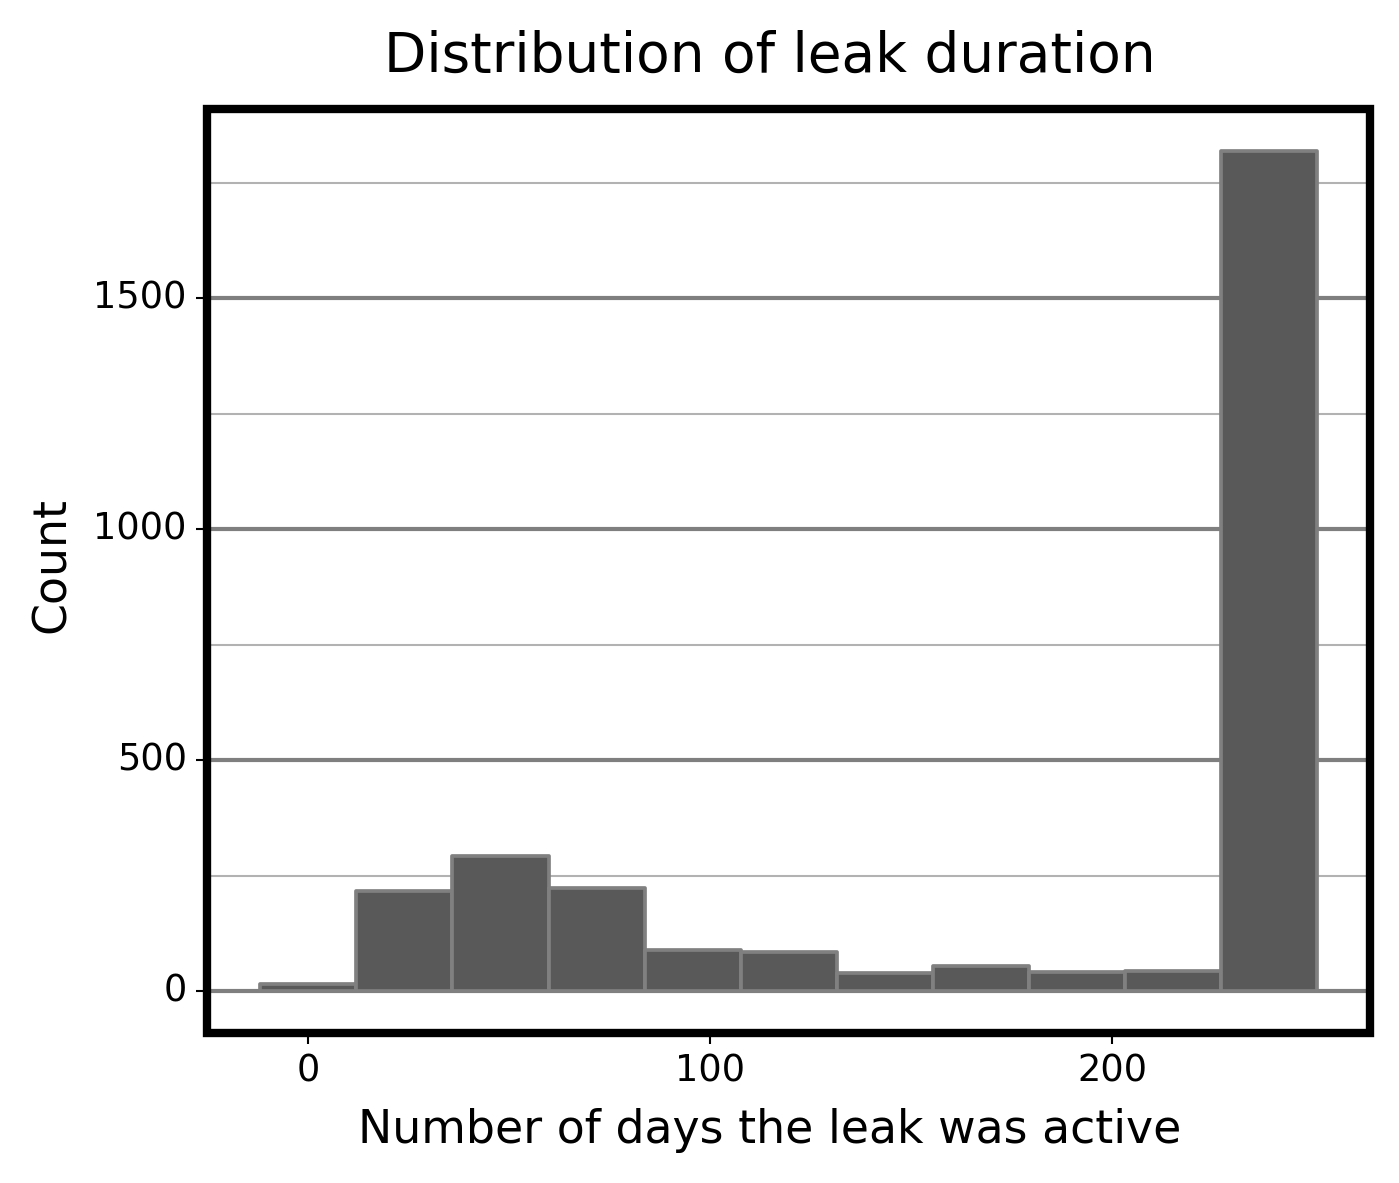 Distribution of leak duration
Count
1500
1000
500
0
0 100 200
Number of days the leak was active